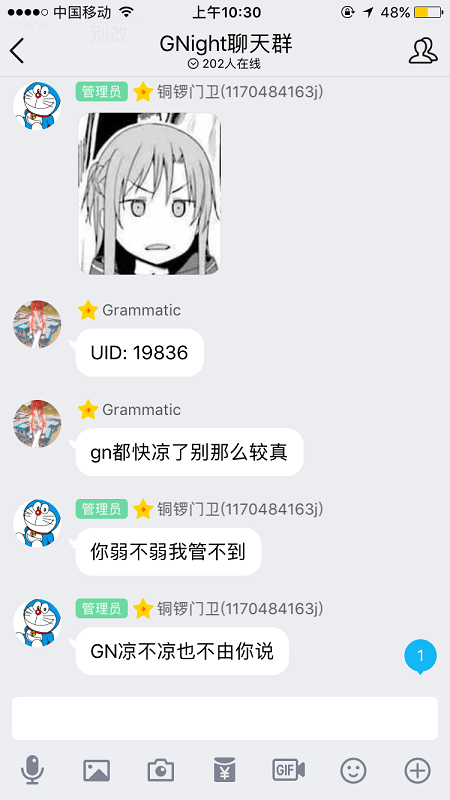 中国移动 上午10:30 48%
别改
GNight聊天群
202人在线
管理员 铜锣门卫(1170484163j)
Grammatic
UID: 19836
Grammatic
gn都快凉了别那么较真
管理员 铜锣门卫(1170484163j)
你弱不弱我管不到
管理员 铜锣门卫(1170484163j)
GN凉不凉也不由你说
1
¥
GIF